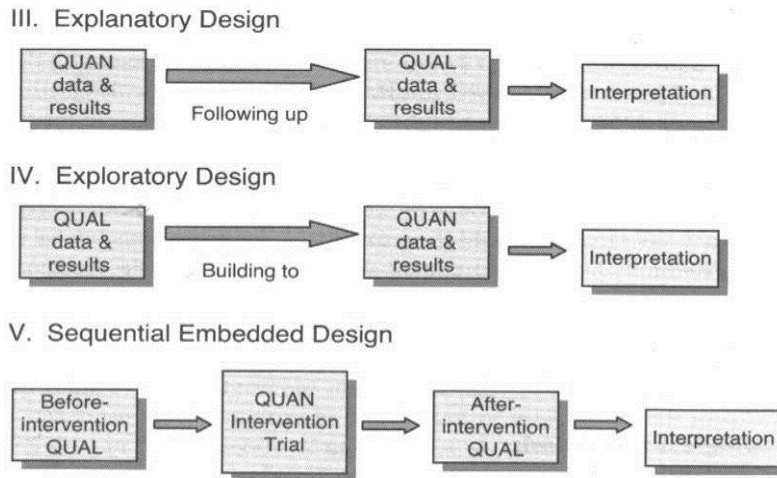 III. Explanatory Design
QUAN
data &
results
Following up
QUAL
data &
results
Interpretation
IV. Exploratory Design
QUAL
data &
results
Building to
QUAN
data &
results
Interpretation
V. Sequential Embedded Design
Before-
intervention
QUAL
QUAN
Intervention
Trial
After-
intervention
QUAL
Interpretation